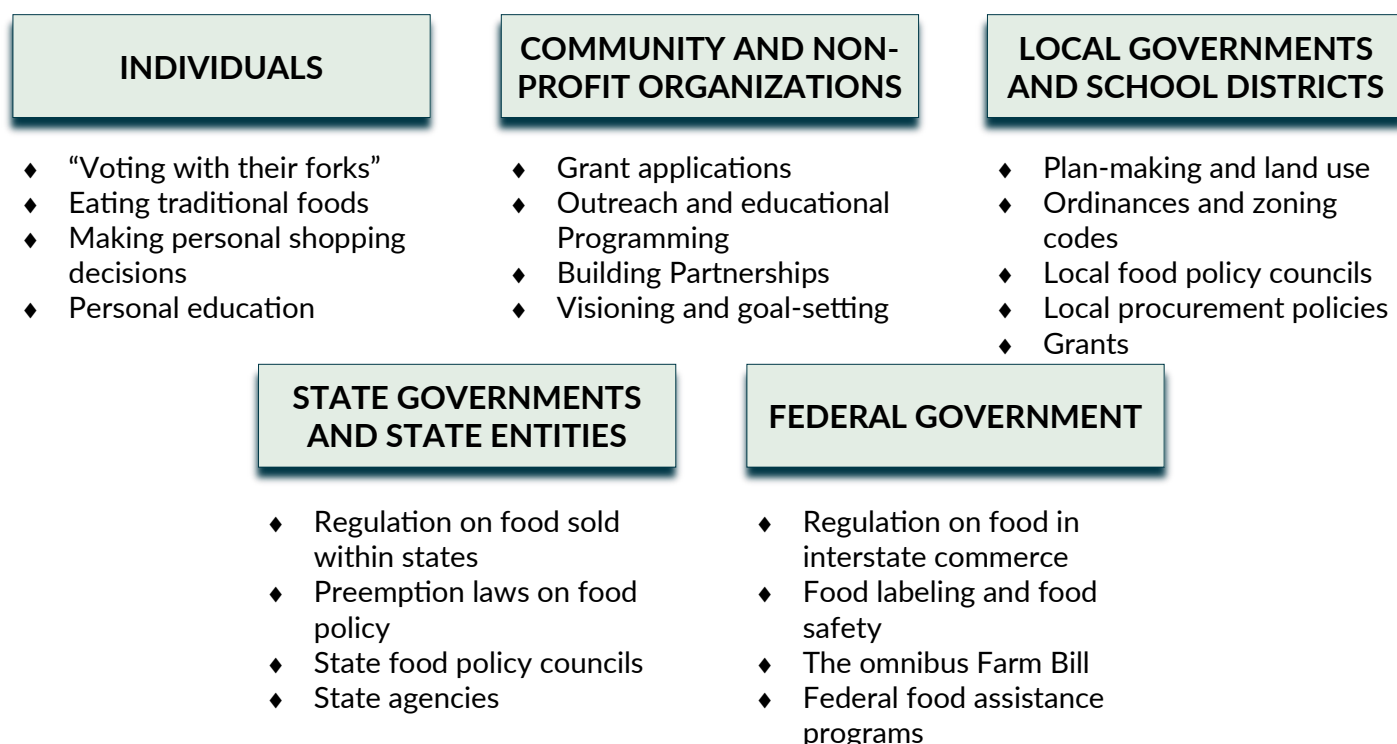 INDIVIDUALS
♦ “Voting with their forks”
♦ Eating traditional foods
♦ Making personal shopping
decisions
♦ Personal education
COMMUNITY AND NON-
PROFIT ORGANIZATIONS
♦ Grant applications
♦ Outreach and educational
Programming
♦ Building Partnerships
♦ Visioning and goal-setting
LOCAL GOVERNMENTS
AND SCHOOL DISTRICTS
♦ Plan-making and land use
♦ Ordinances and zoning
codes
♦ Local food policy councils
♦ Local procurement policies
♦ Grants
STATE GOVERNMENTS
AND STATE ENTITIES
♦ Regulation on food sold
within states
♦ Preemption laws on food
policy
♦ State food policy councils
♦ State agencies
FEDERAL GOVERNMENT
♦ Regulation on food in
interstate commerce
♦ Food labeling and food
safety
♦ The omnibus Farm Bill
♦ Federal food assistance
programs